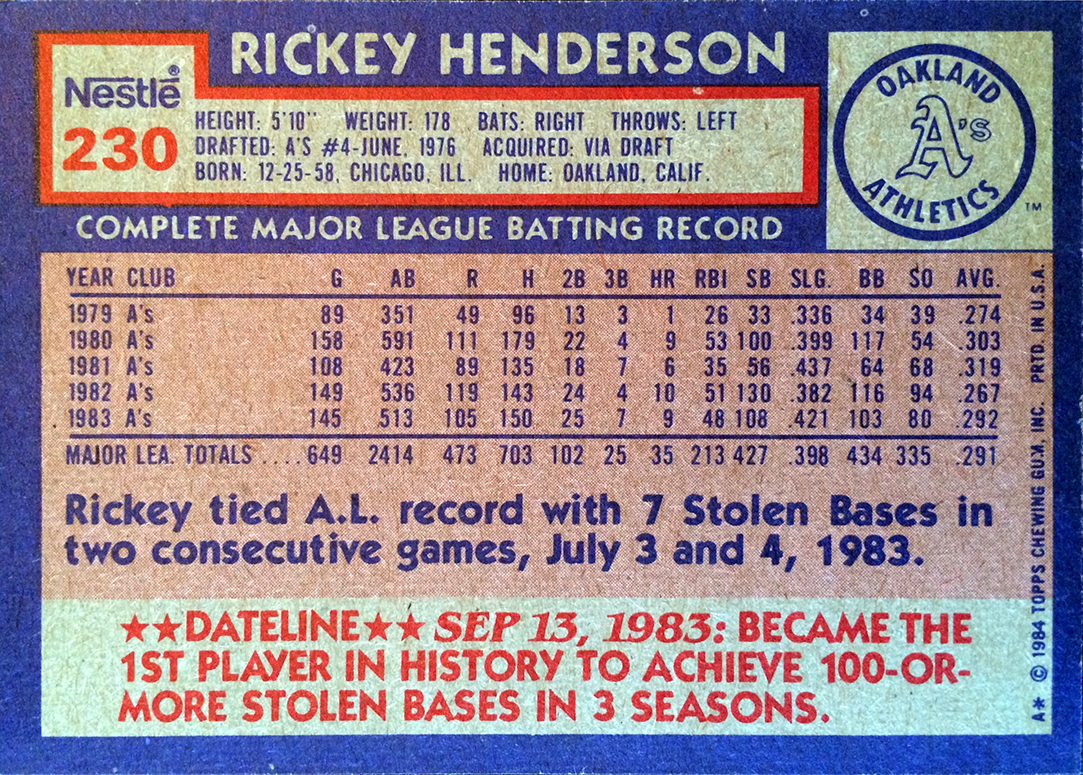 RICKEY HENDERSON
Nestlé®
230
HEIGHT: 5'10" WEIGHT: 178 BATS: RIGHT THROWS: LEFT
DRAFTED: A'S #4-JUNE, 1976 ACQUIRED: VIA DRAFT
BORN: 12-25-58, CHICAGO, ILL. HOME: OAKLAND, CALIF.
OAKLAND
A's
ATHLETICS
TM
COMPLETE MAJOR LEAGUE BATTING RECORD
YEAR CLUB G AB R H 2B 3B HR RBI SB SLG. BB SO AVG.
1979 A's 89 351 49 96 13 3 1 26 33 .336 34 39 .274
1980 A's 158 591 111 179 22 4 9 53 100 .399 117 54 .303
1981 A's 108 423 89 135 18 7 6 35 56 .437 64 68 .319
1982 A's 149 536 119 143 24 4 10 51 130 .382 116 94 .267
1983 A's 145 513 105 150 25 7 9 48 108 .421 103 80 .292
MAJOR LEA. TOTALS ....649 2414 473 703 102 25 35 213 427 .398 434 335 .291
Rickey tied A.L. record with 7 Stolen Bases in
two consecutive games, July 3 and 4, 1983.
★★DATELINE★★ SEP 13, 1983: BECAME THE
1ST PLAYER IN HISTORY TO ACHIEVE 100-OR-
MORE STOLEN BASES IN 3 SEASONS.
A* © 1984 TOPPS CHEWING GUM, INC. PRTD. IN U.S.A.